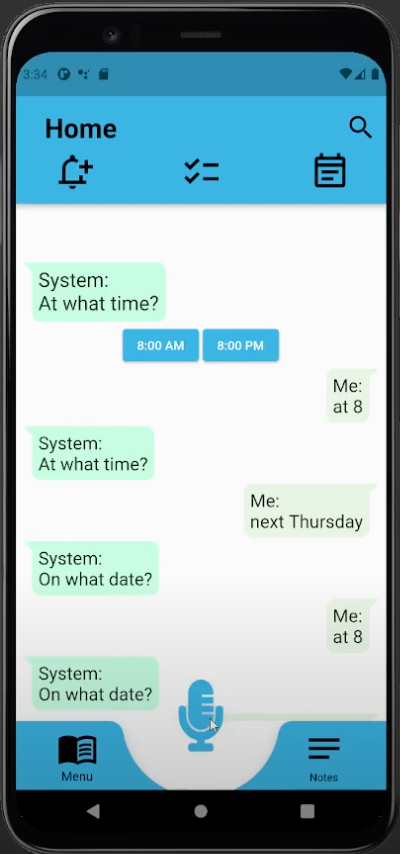 3:34
Home
System:
At what time?
8:00 AM 8:00 PM
Me:
at 8
System:
At what time?
Me:
next Thursday
System:
On what date?
Me:
at 8
System:
On what date?
Menu
Notes